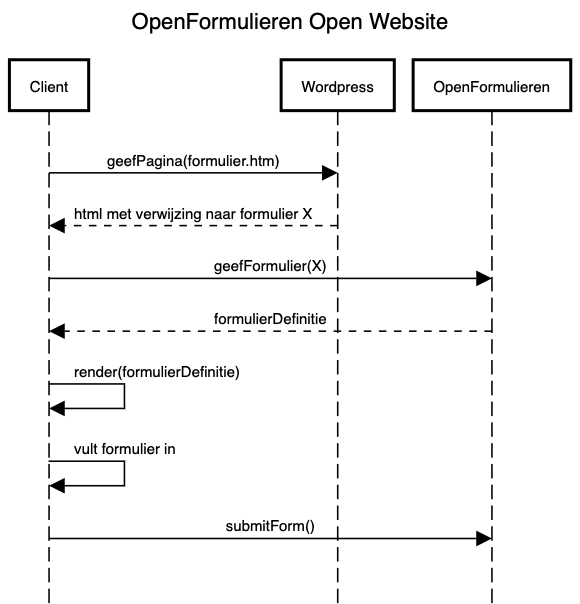 OpenFormulieren Open Website
Client
Wordpress
OpenFormulieren
geefPagina(formulier.htm)
html met verwijzing naar formulier X
geefFormulier(X)
formulierDefinitie
render(formulierDefinitie)
vult formulier in
submitForm()